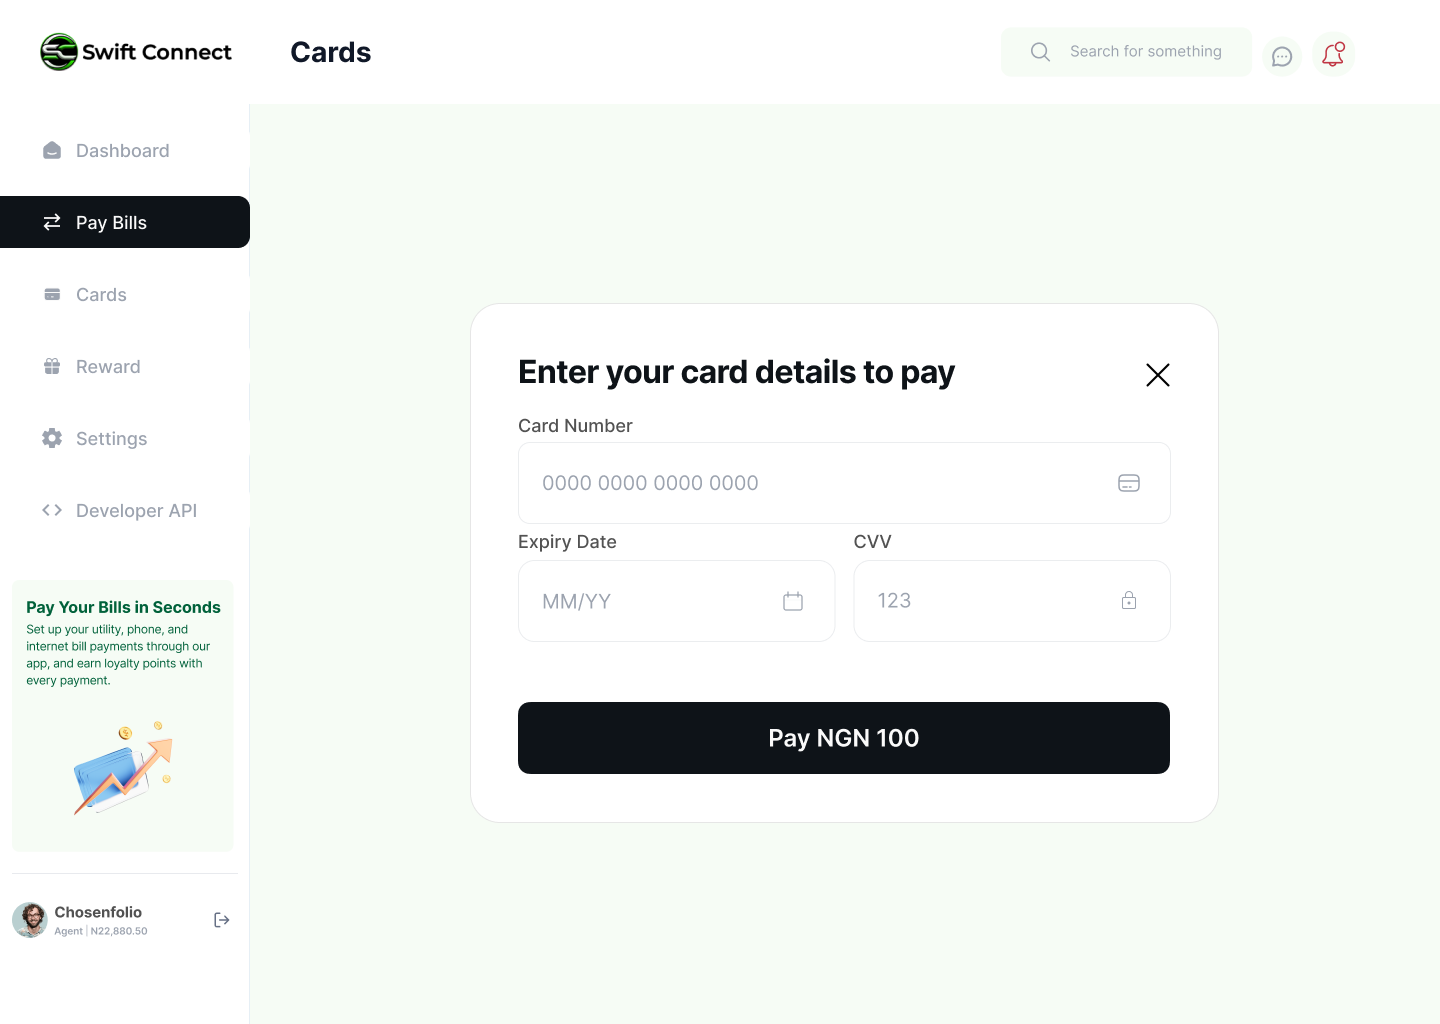 Swift Connect
Cards
Search for something
Dashboard
Pay Bills
Cards
Reward
Settings
Developer API
Pay Your Bills in Seconds
Set up your utility, phone, and
internet bill payments through our
app, and earn loyalty points with
every payment.
Chosenfolio
Agent | N22,880.50
Enter your card details to pay
Card Number
0000 0000 0000 0000
Expiry Date
CVV
MM/YY
123
Pay NGN 100